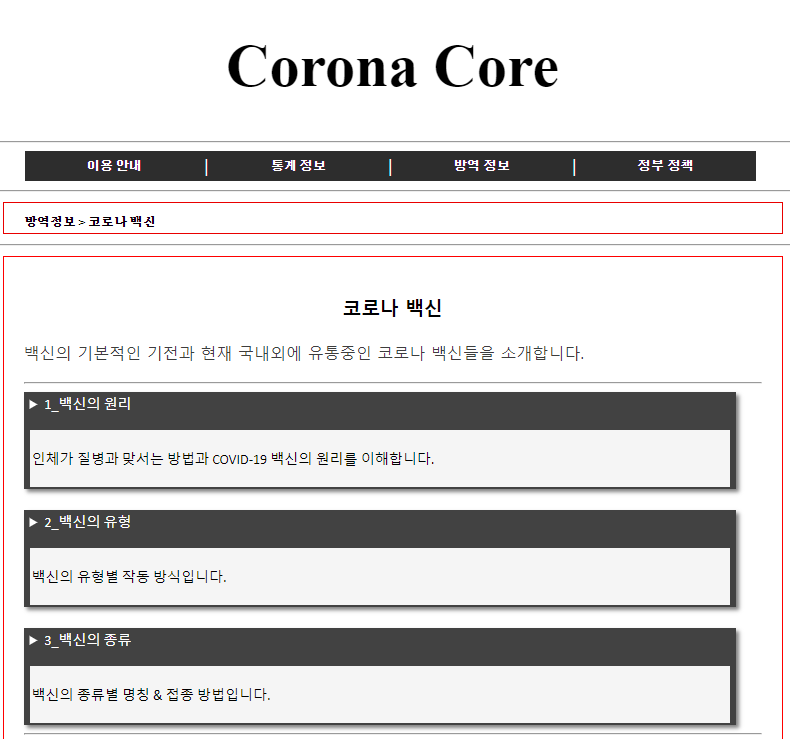 Corona Core
이용 안내 | 통계 정보 | 방역 정보 | 정부 정책
방역정보 > 코로나 백신
코로나 백신
백신의 기본적인 기전과 현재 국내외에 유통중인 코로나 백신들을 소개합니다.
▶ 1_백신의 원리
인체가 질병과 맞서는 방법과 COVID-19 백신의 원리를 이해합니다.
▶ 2_백신의 유형
백신의 유형별 작동 방식입니다.
▶ 3_백신의 종류
백신의 종류별 명칭 & 접종 방법입니다.